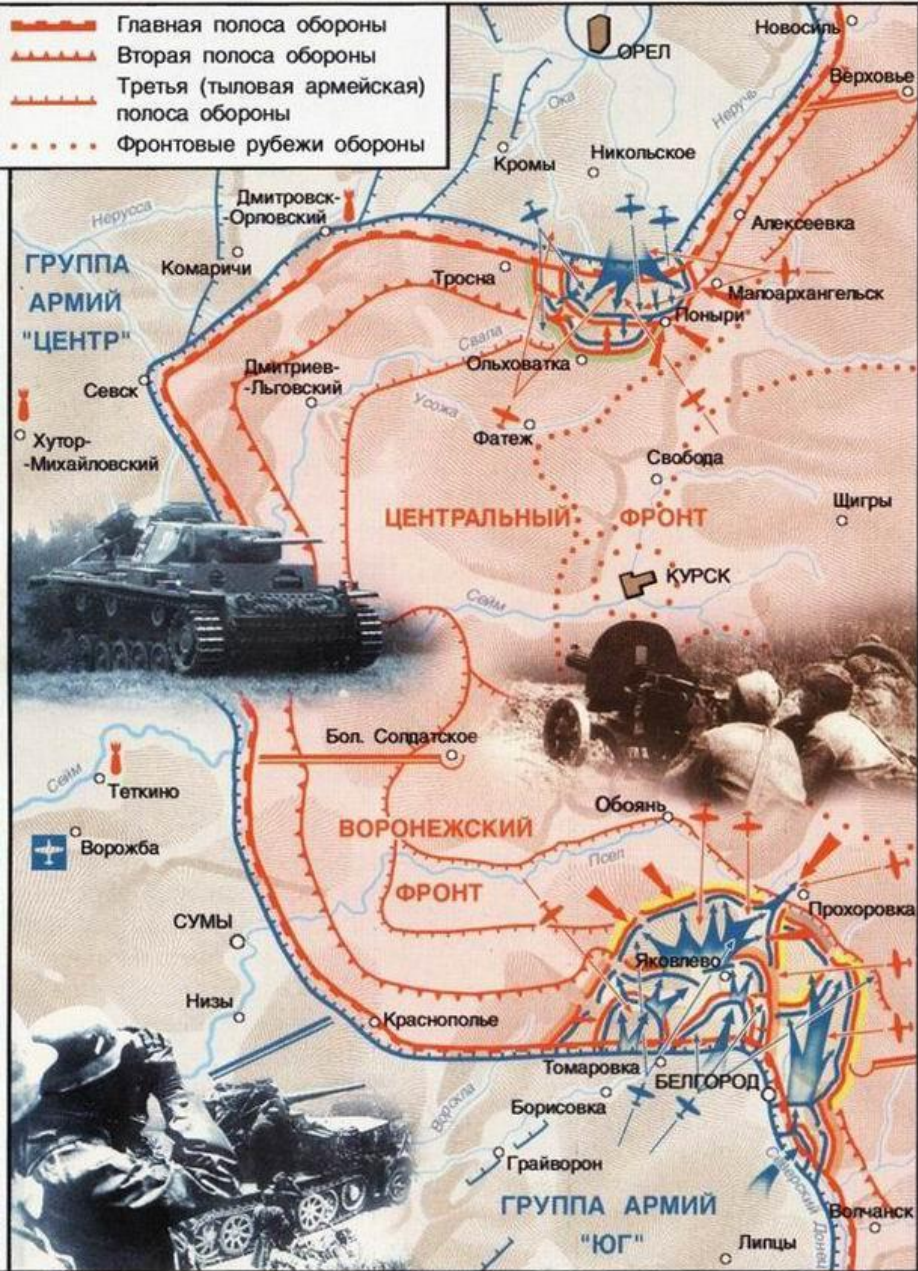 Главная полоса обороны
Вторая полоса обороны
Третья (тыловая армейская)
полоса обороны
Фронтовые рубежи обороны
Новосиль
ОРЕЛ
Верховье
Ока
Неручь
Кромы
Никольское
Дмитровск-
-Орловский
Нерусса
Алексеевка
Комаричи
ГРУППА
АРМИЙ
"ЦЕНТР"
Тросна
Малоархангельск
Поныри
Свапа
Ольховатка
Севск
Дмитриев-
-Льговский
Усожа
Фатеж
Хутор-
-Михайловский
Свобода
Щигры
ЦЕНТРАЛЬНЫЙ ФРОНТ
КУРСК
Сейм
Бол. Солдатское
Сейм
Теткино
Обоянь
ВОРОНЕЖСКИЙ
ФРОНТ
Ворожба
Псел
Прохоровка
СУМЫ
Яковлево
Низы
Краснополье
Томаровка
БЕЛГОРОД
Борисовка
Ворскла
Грайворон
Северский Донец
ГРУППА АРМИЙ
"ЮГ"
Волчанск
Липцы